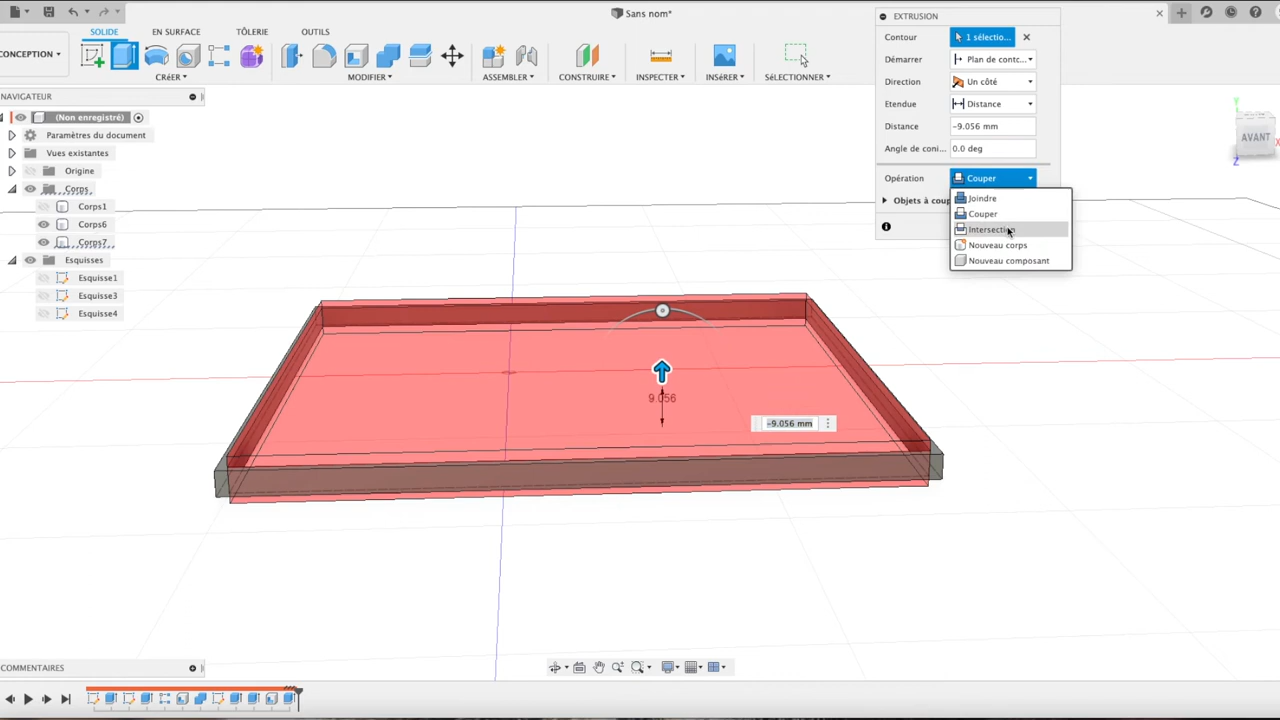 Sans nom*
SOLIDE
EN SURFACE
TÔLERIE
OUTILS
CONCEPTION
CRÉER
MODIFIER
ASSEMBLER
CONSTRUIRE
INSPECTER
INSÉRER
SÉLECTIONNER
NAVIGATEUR
(Non enregistré)
Paramètres du document
Vues existantes
Origine
Corps
Corps1
Corps6
Corps7
Esquisses
Esquisse1
Esquisse3
Esquisse4
EXTRUSION
Contour
1 sélectio...
Démarrer
Plan de contc...
Direction
Un côté
Etendue
Distance
Distance
-9.056 mm
Angle de coni...
0.0 deg
Opération
Couper
Objets à coup
Joindre
Couper
Intersection
Nouveau corps
Nouveau composant
Y
AVANT
X
Z
9.056
-9.056 mm
COMMENTAIRES